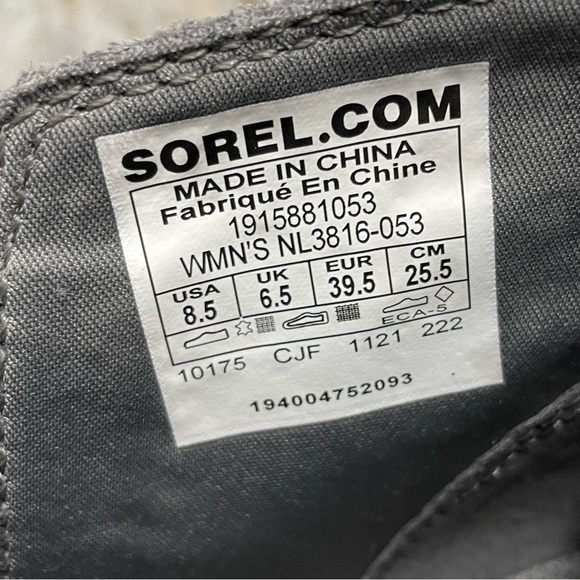 SOREL.COM
MADE IN CHINA
Fabriqué En Chine
1915881053
WMN'S NL3816-053
USA UK EUR CM
8.5 6.5 39.5 25.5
ECA-5
10175 CJF 1121 222
194004752093